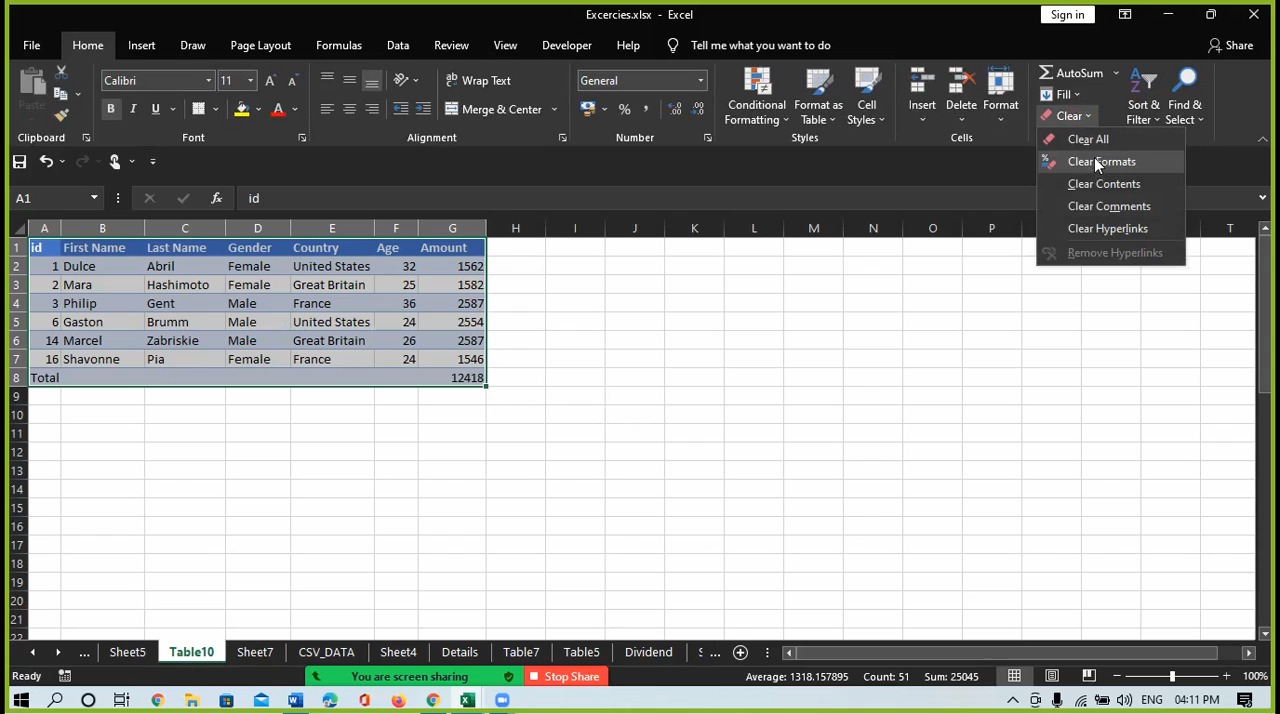 Excercies.xlsx - Excel
Sign in
File Home Insert Draw Page Layout Formulas Data Review View Developer Help Tell me what you want to do Share
Calibri 11 Wrap Text General AutoSum
Paste Fill
B I U Merge & Center % , Conditional Formatting Format as Table Cell Styles Insert Delete Format Clear Sort & Filter Find & Select
Clipboard Font Alignment Number Styles Cells
Clear All
Clear Formats
Clear Contents
Clear Comments
Clear Hyperlinks
Remove Hyperlinks
A1 fx id
A B C D E F G H I J K L M N O P T
1 id First Name Last Name Gender Country Age Amount
2 1 Dulce Abril Female United States 32 1562
3 2 Mara Hashimoto Female Great Britain 25 1582
4 3 Philip Gent Male France 36 2587
5 6 Gaston Brumm Male United States 24 2554
6 14 Marcel Zabriskie Male Great Britain 26 2587
7 16 Shavonne Pia Female France 24 1546
8 Total 12418
9
10
11
12
13
14
15
16
17
18
19
20
21
22
... Sheet5 Table10 Sheet7 CSV_DATA Sheet4 Details Table7 Table5 Dividend S ...
Ready You are screen sharing Stop Share Average: 1318.157895 Count: 51 Sum: 25045 100%
ENG 04:11 PM